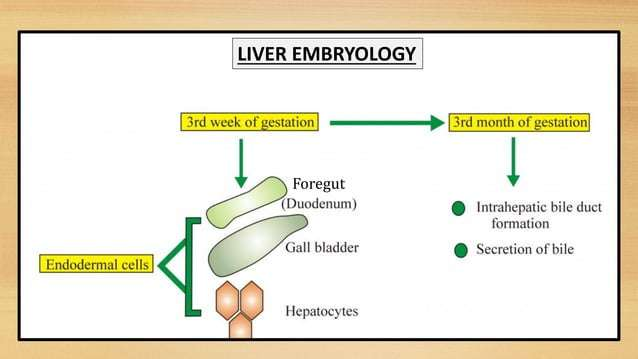 LIVER EMBRYOLOGY
3rd week of gestation
3rd month of gestation
Foregut
(Duodenum)
Gall bladder
Endodermal cells
Hepatocytes
Intrahepatic bile duct
formation
Secretion of bile